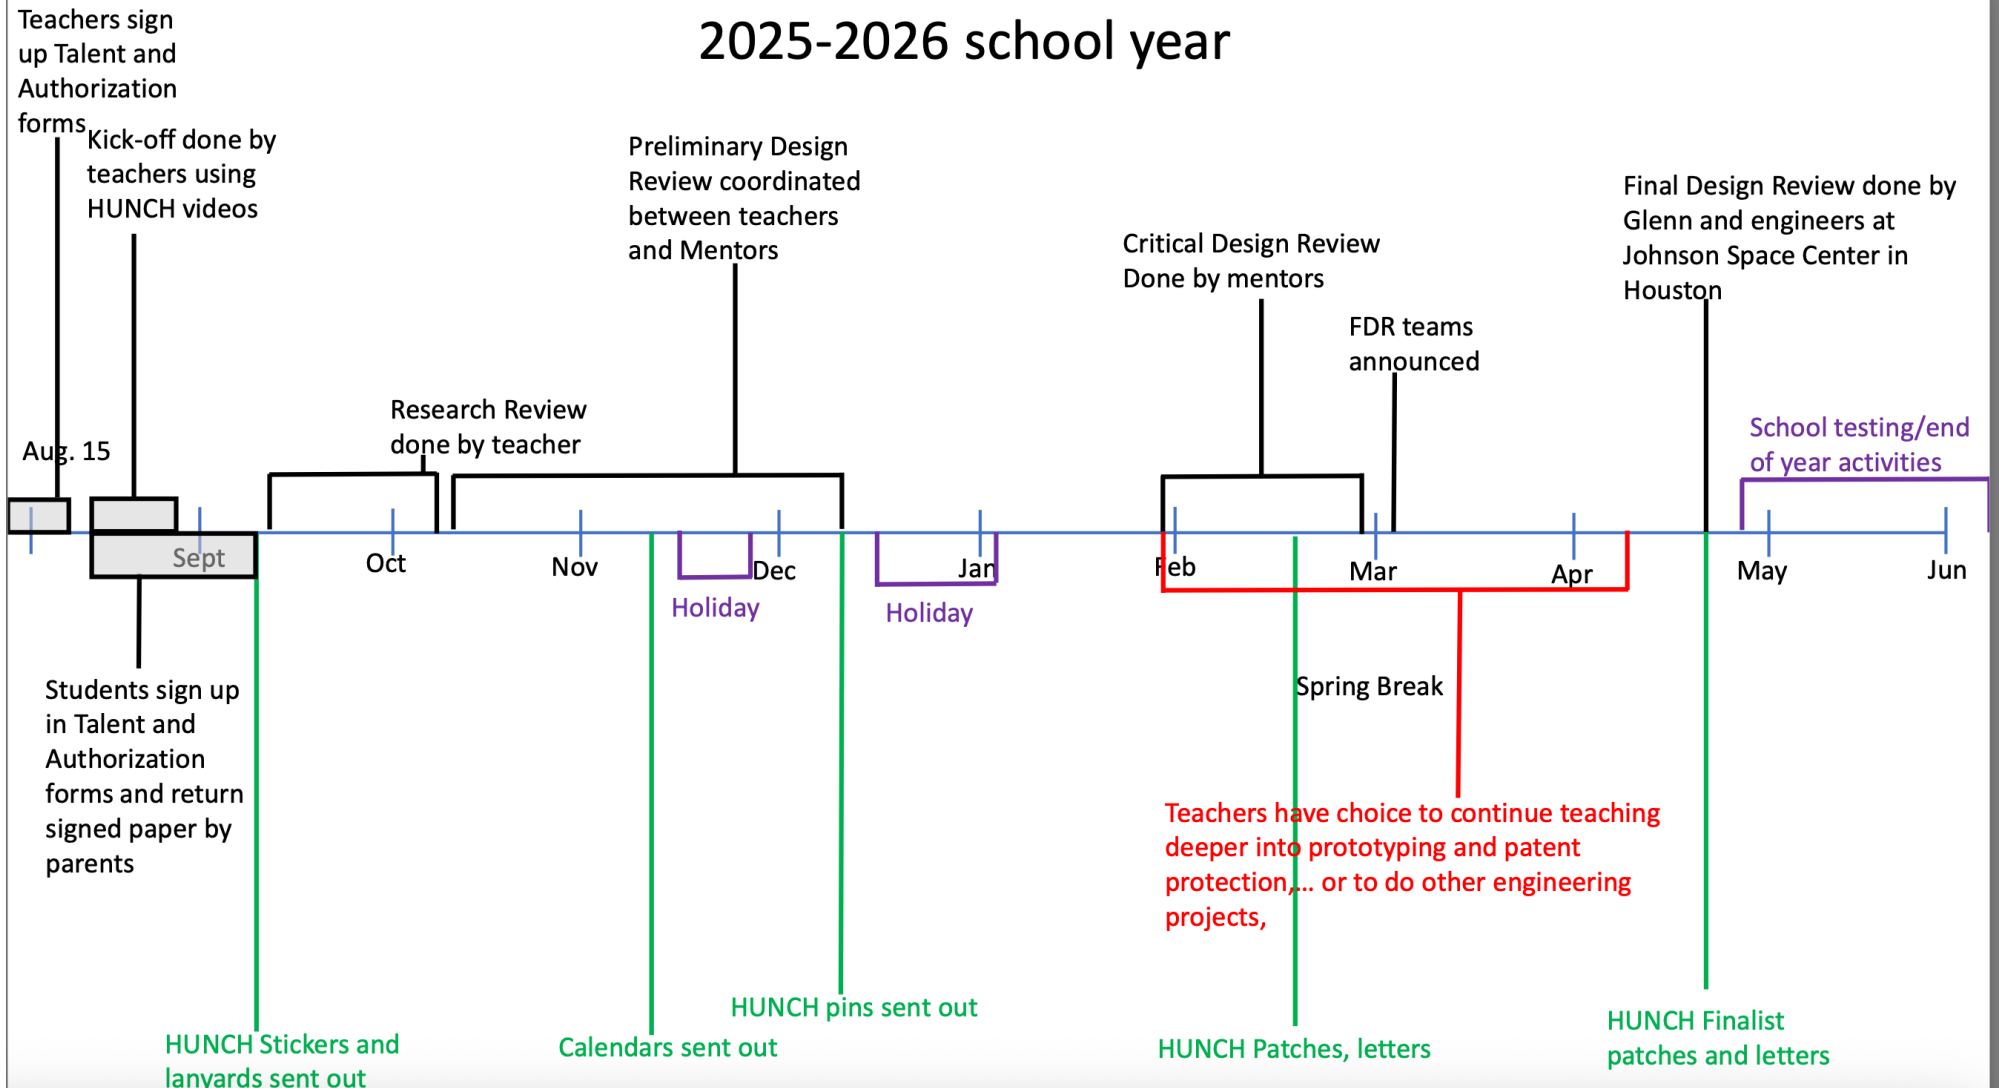 2025-2026 school year
Teachers sign
up Talent and
Authorization
forms
Kick-off done by
teachers using
HUNCH videos
Preliminary Design
Review coordinated
between teachers
and Mentors
Critical Design Review
Done by mentors
FDR teams
announced
Final Design Review done by
Glenn and engineers at
Johnson Space Center in
Houston
Research Review
done by teacher
School testing/end
of year activities
Aug. 15
Sept
Oct
Nov
Dec
Jan
Feb
Mar
Apr
May
Jun
Holiday
Holiday
Students sign up
in Talent and
Authorization
forms and return
signed paper by
parents
Spring Break
Teachers have choice to continue teaching
deeper into prototyping and patent
protection,... or to do other engineering
projects,
HUNCH Stickers and
lanyards sent out
Calendars sent out
HUNCH pins sent out
HUNCH Patches, letters
HUNCH Finalist
patches and letters